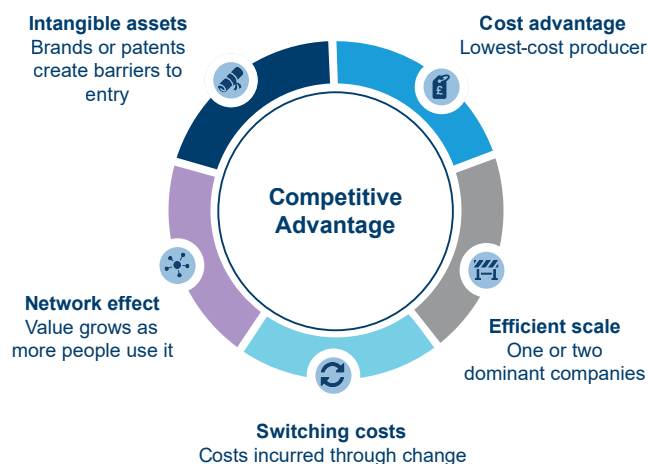 Intangible assets
Brands or patents
create barriers to
entry
Cost advantage
Lowest-cost producer
£
Competitive
Advantage
Network effect
Value grows as
more people use it
Efficient scale
One or two
dominant companies
Switching costs
Costs incurred through change